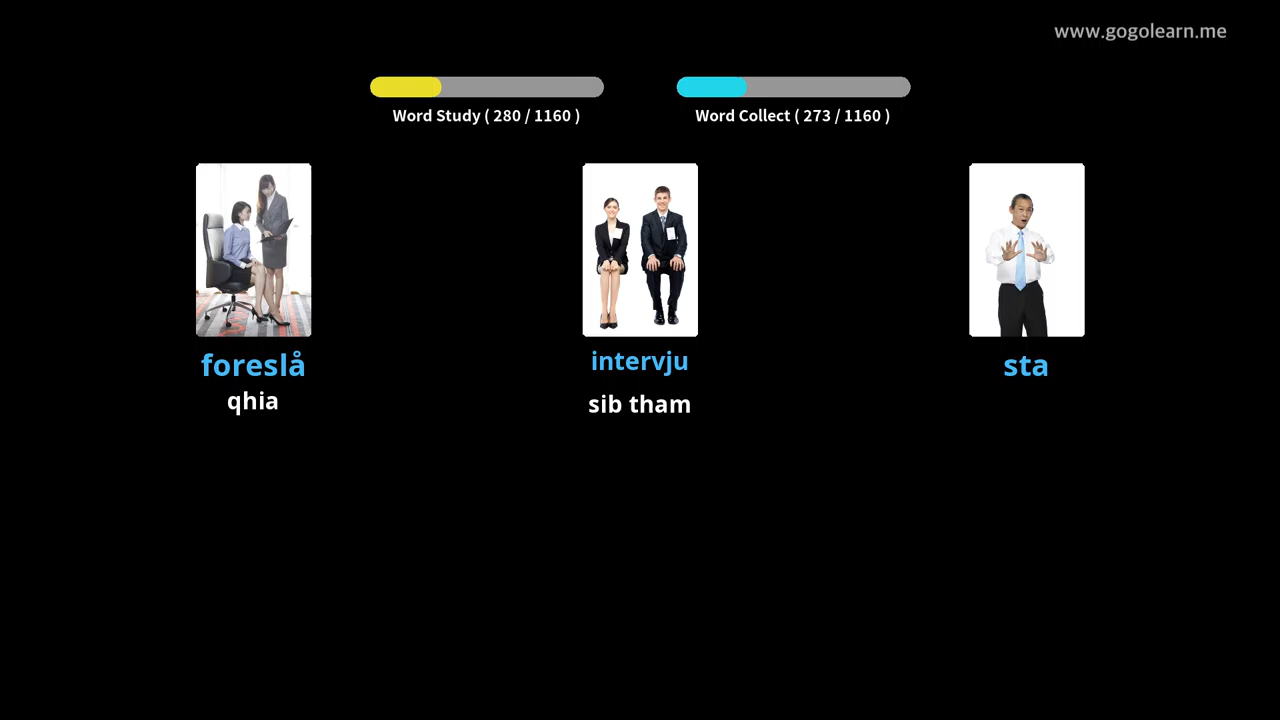 www.gogolearn.me
Word Study ( 280 / 1160 )
Word Collect ( 273 / 1160 )
foreslå
qhia
intervju
sib tham
sta